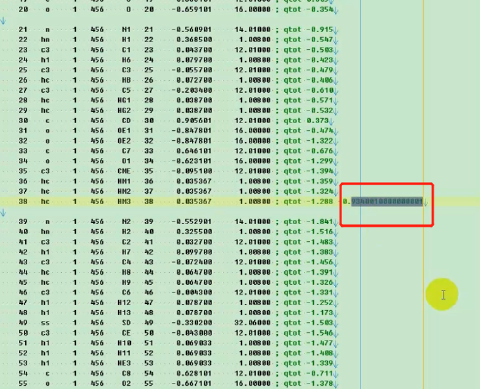 20 o 1 456 O 20 -0.659101 16.00000 ; qtot -0.354
21 n 1 456 N1 21 -0.560901 14.01000 ; qtot -0.915
22 hn 1 456 H2 22 0.368500 1.00800 ; qtot -0.547
23 c3 1 456 C1 23 0.043700 12.01000 ; qtot -0.503
24 h1 1 456 H6 24 0.079700 1.00800 ; qtot -0.423
25 c3 1 456 C3 25 -0.055700 12.01000 ; qtot -0.479
26 hc 1 456 HB 26 0.072700 1.00800 ; qtot -0.406
27 c3 1 456 C5 27 -0.203400 12.01000 ; qtot -0.610
28 hc 1 456 HG1 28 0.038700 1.00800 ; qtot -0.571
29 hc 1 456 HG2 29 0.038700 1.00800 ; qtot -0.532
30 c 1 456 CD 30 0.905601 12.01000 ; qtot 0.373
31 o 1 456 OE1 31 -0.847801 16.00000 ; qtot -0.474
32 o 1 456 OE2 32 -0.847801 16.00000 ; qtot -1.322
33 c 1 456 C7 33 0.646101 12.01000 ; qtot -0.676
34 o 1 456 O1 34 -0.623101 16.00000 ; qtot -1.299
35 c3 1 456 CME 35 -0.095100 12.01000 ; qtot -1.394
36 hc 1 456 HM1 36 0.035367 1.00800 ; qtot -1.359
37 hc 1 456 HM2 37 0.035367 1.00800 ; qtot -1.324
38 hc 1 456 HM3 38 0.035367 1.00800 ; qtot -1.288
39 n 1 456 N2 39 -0.552901 14.01000 ; qtot -1.841
40 hn 1 456 H2 40 0.325500 1.00800 ; qtot -1.516
41 c3 1 456 C2 41 0.032700 12.01000 ; qtot -1.483
42 h1 1 456 H7 42 0.099700 1.00800 ; qtot -1.383
43 c3 1 456 C4 43 -0.072400 12.01000 ; qtot -1.456
44 hc 1 456 H8 44 0.064700 1.00800 ; qtot -1.391
45 hc 1 456 H9 45 0.064700 1.00800 ; qtot -1.326
46 c3 1 456 C6 46 -0.004300 12.01000 ; qtot -1.331
47 h1 1 456 H12 47 0.078700 1.00800 ; qtot -1.252
48 h1 1 456 H13 48 0.078700 1.00800 ; qtot -1.173
49 ss 1 456 SD 49 -0.330200 32.06000 ; qtot -1.503
50 c3 1 456 CE 50 -0.043000 12.01000 ; qtot -1.546
51 h1 1 456 H10 51 0.069033 1.00800 ; qtot -1.477
52 h1 1 456 H11 52 0.069033 1.00800 ; qtot -1.408
53 h1 1 456 HE3 53 0.069033 1.00800 ; qtot -1.339
54 c 1 456 C8 54 0.628101 12.01000 ; qtot -0.711
55 o 1 456 O2 55 -0.667101 16.00000 ; qtot -1.378